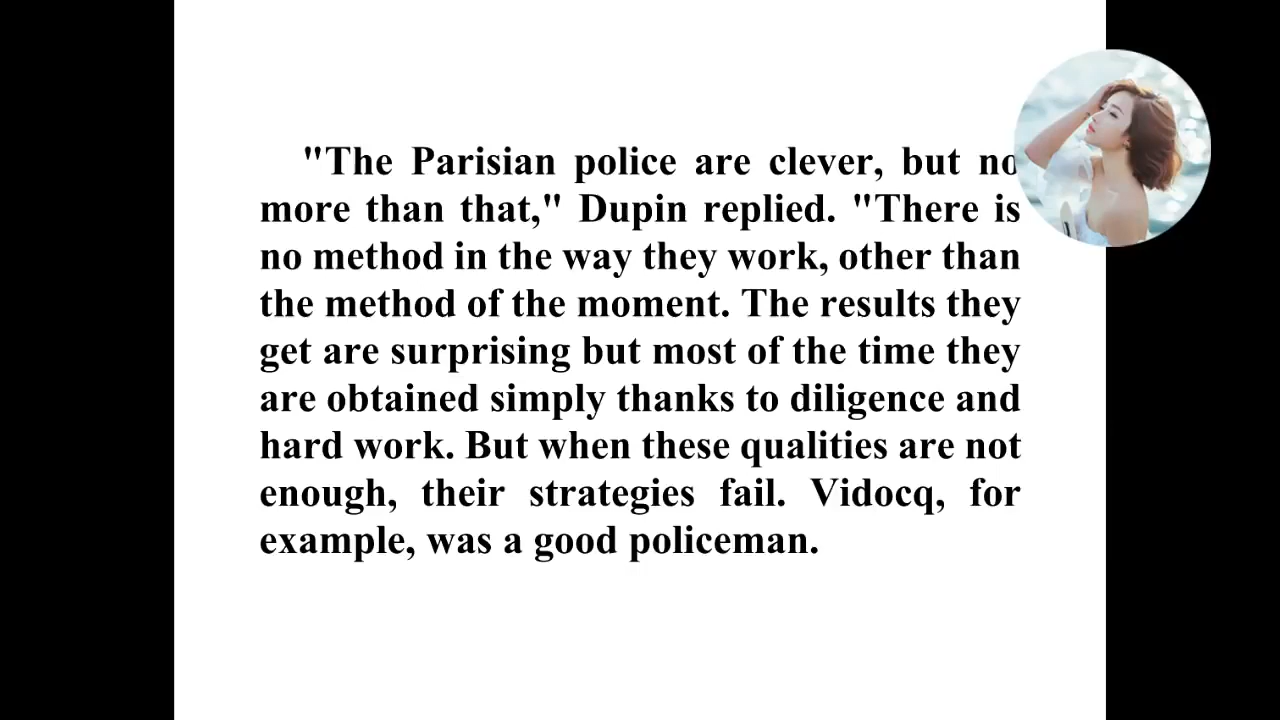 "The Parisian police are clever, but no
more than that," Dupin replied. "There is
no method in the way they work, other than
the method of the moment. The results they
get are surprising but most of the time they
are obtained simply thanks to diligence and
hard work. But when these qualities are not
enough, their strategies fail. Vidocq, for
example, was a good policeman.